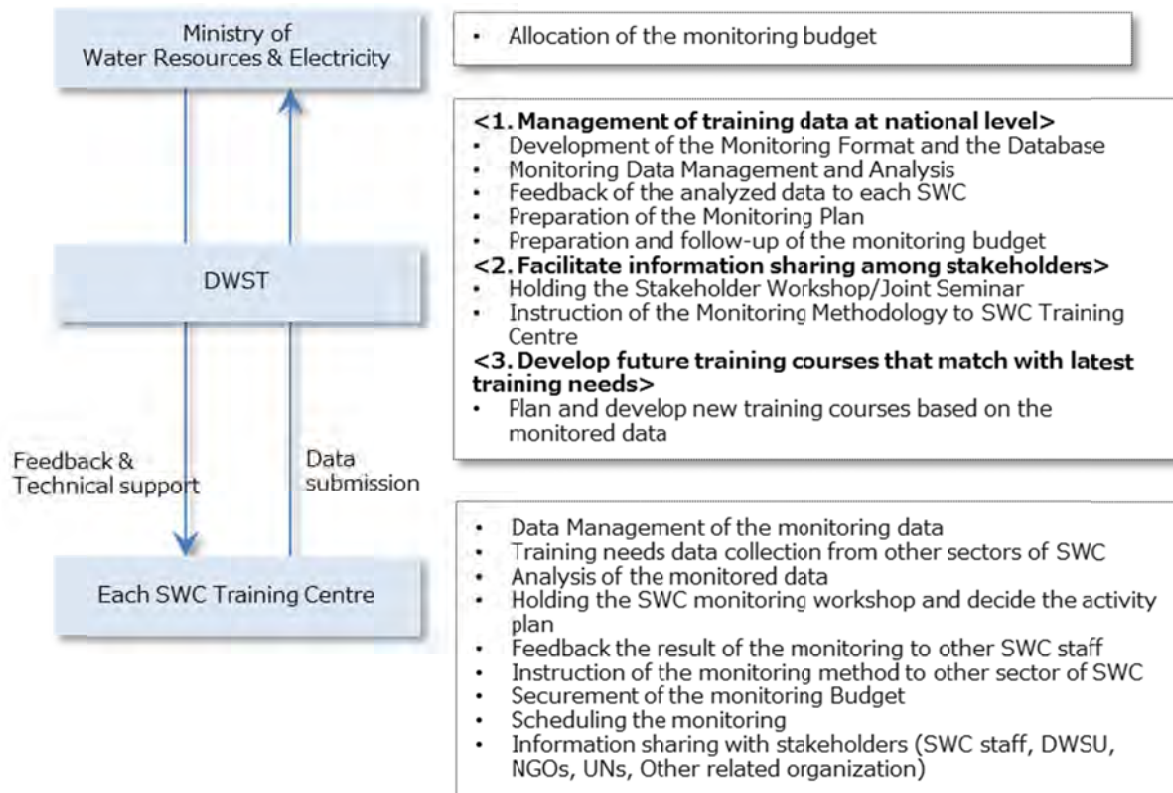 Ministry of
Water Resources & Electricity
• Allocation of the monitoring budget
<1. Management of training data at national level>
• Development of the Monitoring Format and the Database
• Monitoring Data Management and Analysis
• Feedback of the analyzed data to each SWC
• Preparation of the Monitoring Plan
• Preparation and follow-up of the monitoring budget
<2. Facilitate information sharing among stakeholders>
• Holding the Stakeholder Workshop/Joint Seminar
• Instruction of the Monitoring Methodology to SWC Training
Centre
<3. Develop future training courses that match with latest
training needs>
• Plan and develop new training courses based on the
monitored data
DWST
Feedback &
Technical support
Data
submission
Each SWC Training Centre
• Data Management of the monitoring data
• Training needs data collection from other sectors of SWC
• Analysis of the monitored data
• Holding the SWC monitoring workshop and decide the activity
plan
• Feedback the result of the monitoring to other SWC staff
• Instruction of the monitoring method to other sector of SWC
• Securement of the monitoring Budget
• Scheduling the monitoring
• Information sharing with stakeholders (SWC staff, DWSU,
NGOs, UNs, Other related organization)